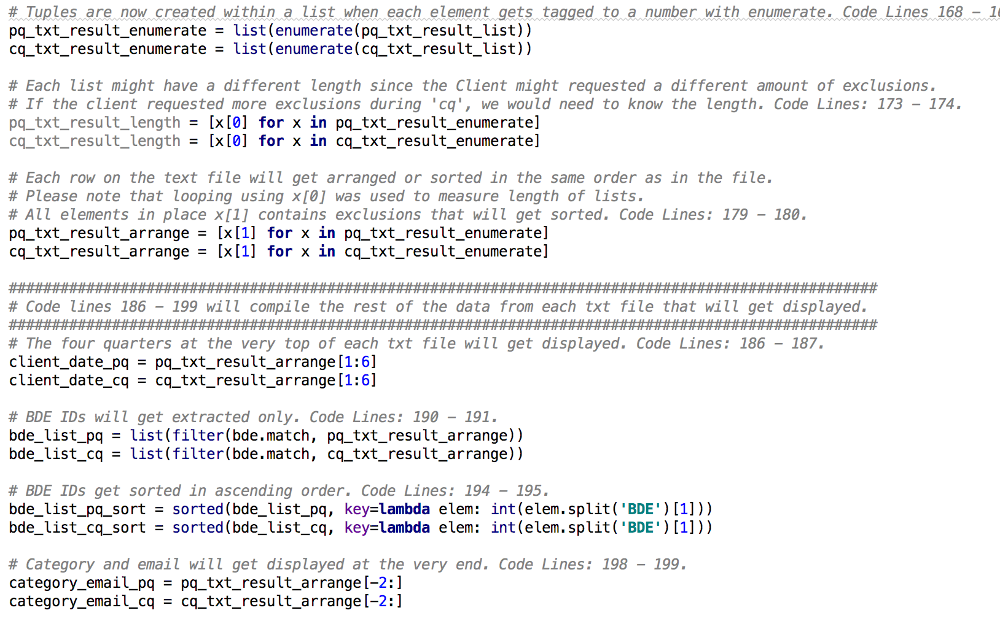 # Tuples are now created within a list when each element gets tagged to a number with enumerate. Code Lines 168 –
pq_txt_result_enumerate = list(enumerate(pq_txt_result_list))
cq_txt_result_enumerate = list(enumerate(cq_txt_result_list))
# Each list might have a different length since the Client might requested a different amount of exclusions.
# If the client requested more exclusions during 'cq', we would need to know the length. Code Lines: 173 – 174.
pq_txt_result_length = [x[0] for x in pq_txt_result_enumerate]
cq_txt_result_length = [x[0] for x in cq_txt_result_enumerate]
# Each row on the text file will get arranged or sorted in the same order as in the file.
# Please note that looping using x[0] was used to measure length of lists.
# All elements in place x[1] contains exclusions that will get sorted. Code Lines: 179 – 180.
pq_txt_result_arrange = [x[1] for x in pq_txt_result_enumerate]
cq_txt_result_arrange = [x[1] for x in cq_txt_result_enumerate]
#####################################################################################################
# Code lines 186 – 199 will compile the rest of the data from each txt file that will get displayed.
#####################################################################################################
# The four quarters at the very top of each txt file will get displayed. Code Lines: 186 – 187.
client_date_pq = pq_txt_result_arrange[1:6]
client_date_cq = cq_txt_result_arrange[1:6]
# BDE IDs will get extracted only. Code Lines: 190 – 191.
bde_list_pq = list(filter(bde.match, pq_txt_result_arrange))
bde_list_cq = list(filter(bde.match, cq_txt_result_arrange))
# BDE IDs get sorted in ascending order. Code Lines: 194 – 195.
bde_list_pq_sort = sorted(bde_list_pq, key=lambda elem: int(elem.split('BDE')[1]))
bde_list_cq_sort = sorted(bde_list_cq, key=lambda elem: int(elem.split('BDE')[1]))
# Category and email will get displayed at the very end. Code Lines: 198 – 199.
category_email_pq = pq_txt_result_arrange[-2:]
category_email_cq = cq_txt_result_arrange[-2:]